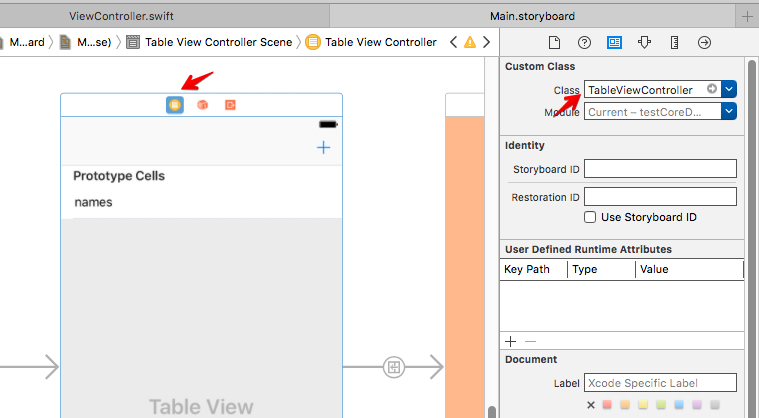 ViewController.swift
Main.storyboard
M...ard
M...se)
Table View Controller Scene
Table View Controller
Custom Class
Class TableViewController
Module Current – testCoreD...
Identity
Storyboard ID
Restoration ID
Use Storyboard ID
User Defined Runtime Attributes
Key Path Type Value
Document
Label Xcode Specific Label
Prototype Cells
names
Table View